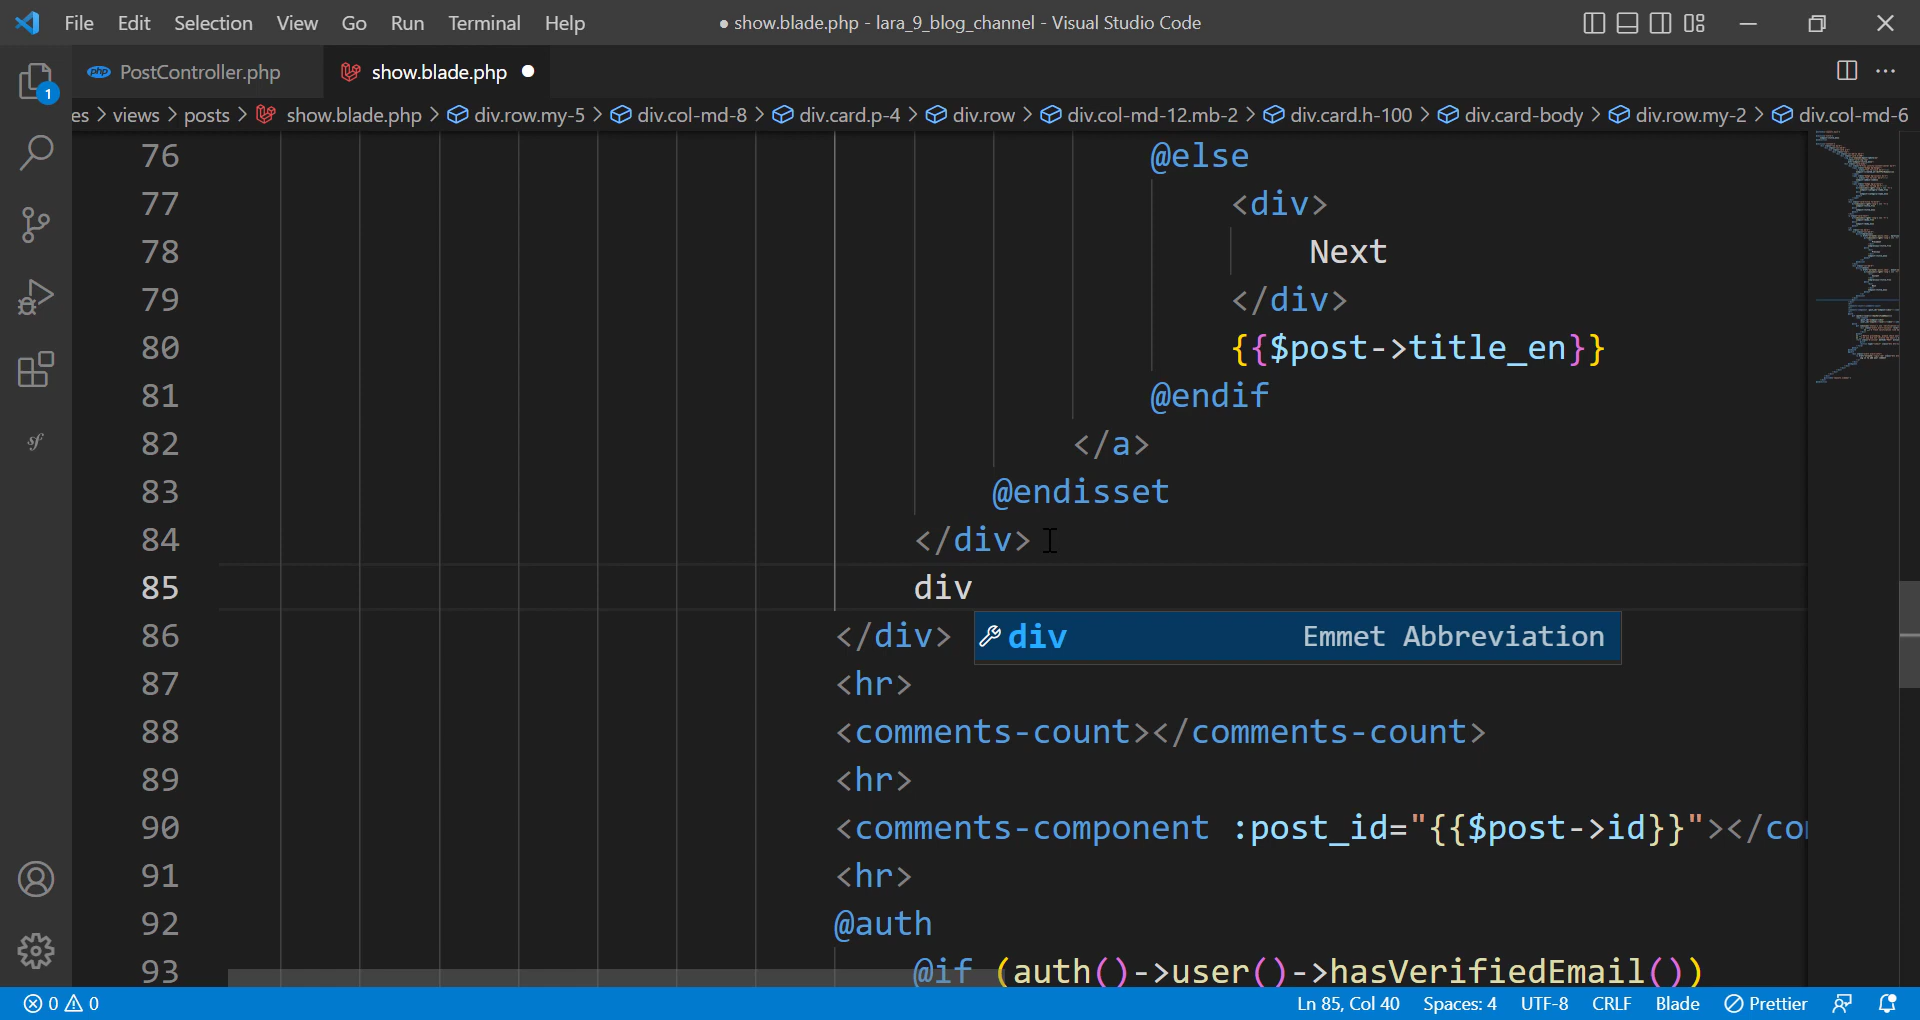 File Edit Selection View Go Run Terminal Help
● show.blade.php - lara_9_blog_channel - Visual Studio Code
php PostController.php
show.blade.php ●
es > views > posts > show.blade.php > div.row.my-5 > div.col-md-8 > div.card.p-4 > div.row > div.col-md-12.mb-2 > div.card.h-100 > div.card-body > div.row.my-2 > div.col-md-6
1
76 @else
77 <div>
78 Next
79 </div>
80 {{$post->title_en}}
81 @endif
82 </a>
83 @endisset
84 </div>
85 div
86 </div>
div Emmet Abbreviation
87 <hr>
88 <comments-count></comments-count>
89 <hr>
90 <comments-component :post_id="{{$post->id}}"></co
91 <hr>
92 @auth
93 @if (auth()->user()->hasVerifiedEmail())
0 0
Ln 85, Col 40 Spaces: 4 UTF-8 CRLF Blade Prettier